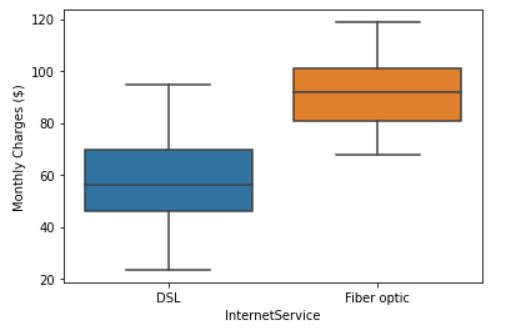 120
100
80
60
40
20
Monthly Charges ($)
DSL
Fiber optic
InternetService